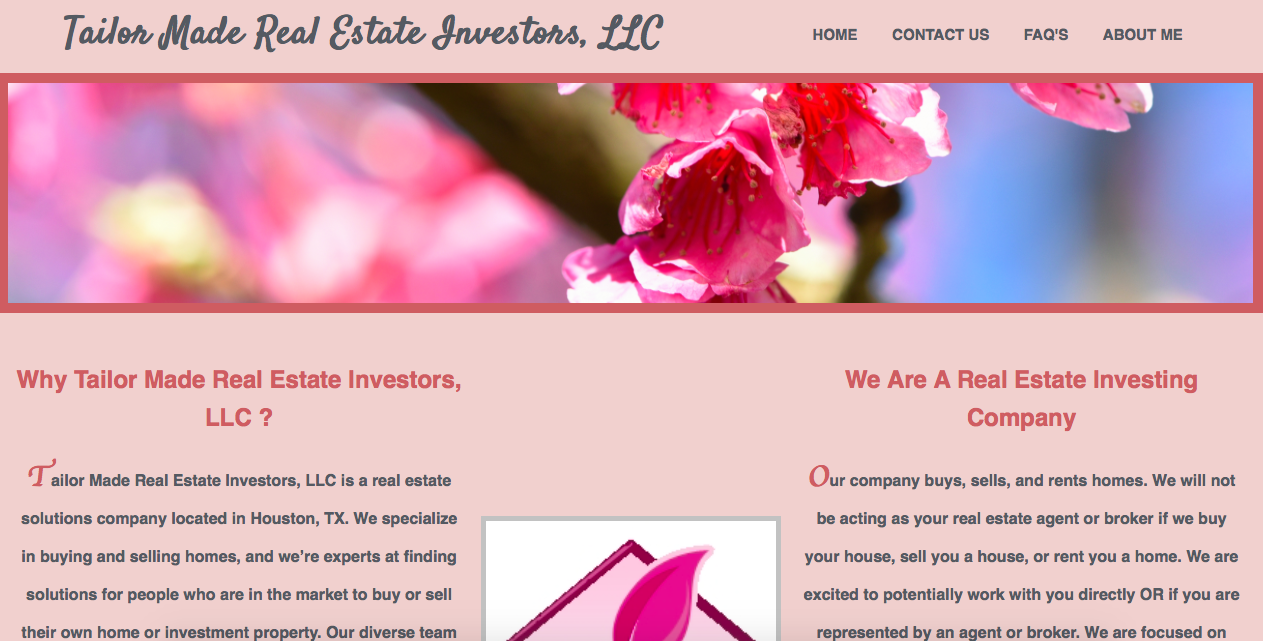 Tailor Made Real Estate Investors, LLC
HOME CONTACT US FAQ'S ABOUT ME
Why Tailor Made Real Estate Investors,
LLC ?
Tailor Made Real Estate Investors, LLC is a real estate
solutions company located in Houston, TX. We specialize
in buying and selling homes, and we’re experts at finding
solutions for people who are in the market to buy or sell
their own home or investment property. Our diverse team
We Are A Real Estate Investing
Company
Our company buys, sells, and rents homes. We will not
be acting as your real estate agent or broker if we buy
your house, sell you a house, or rent you a home. We are
excited to potentially work with you directly OR if you are
represented by an agent or broker. We are focused on